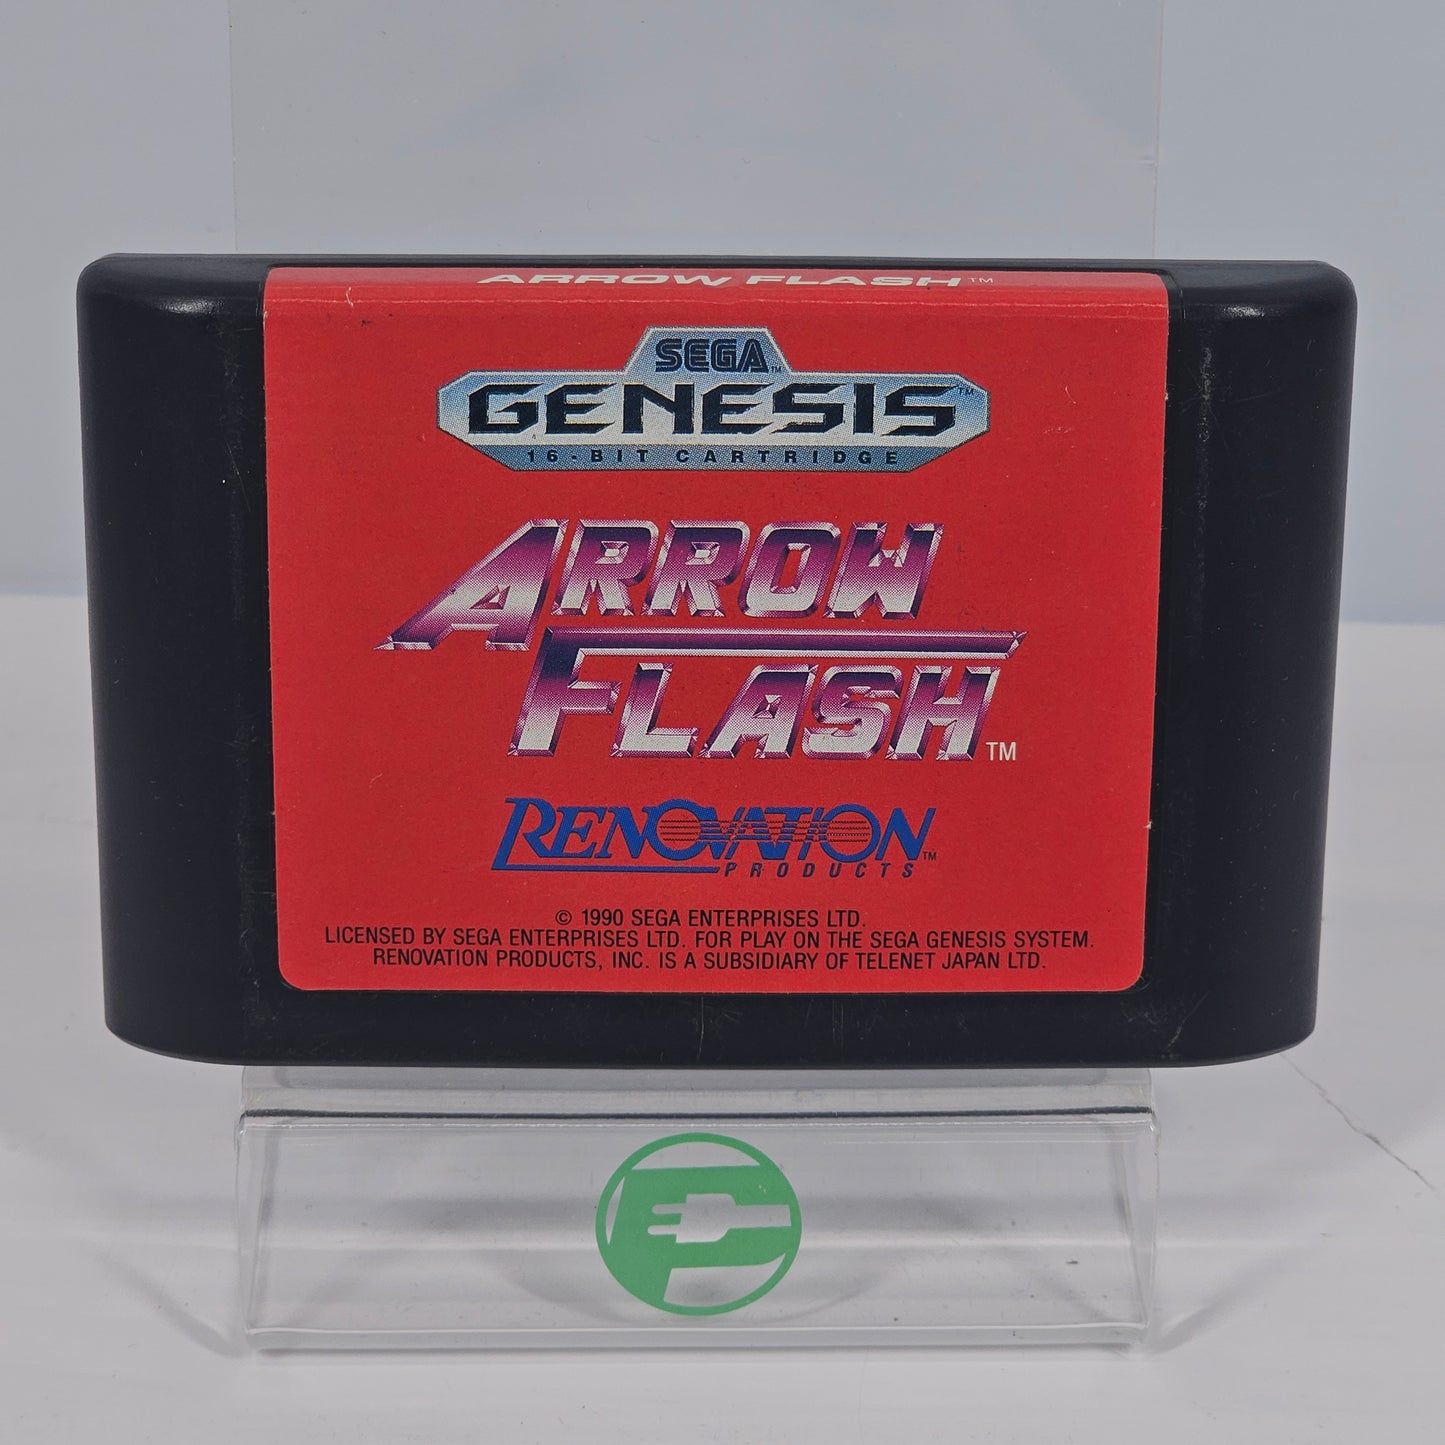 ARROW FLASH™
SEGA™
GENESIS™
16-BIT CARTRIDGE
ARROW
FLASH™
RENOVATION™
PRODUCTS
© 1990 SEGA ENTERPRISES LTD.
LICENSED BY SEGA ENTERPRISES LTD. FOR PLAY ON THE SEGA GENESIS SYSTEM.
RENOVATION PRODUCTS, INC. IS A SUBSIDIARY OF TELENET JAPAN LTD.